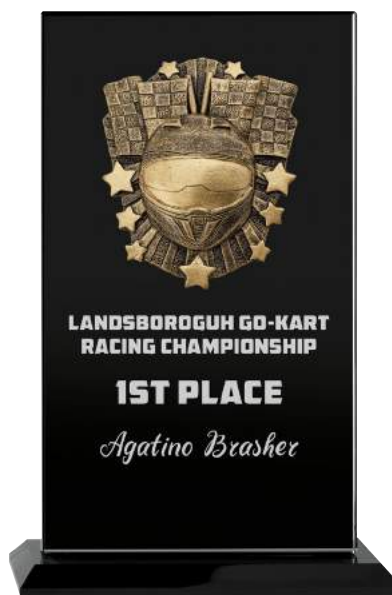 LANDSBOROGUH GO-KART
RACING CHAMPIONSHIP
1ST PLACE
Agatino Brasher